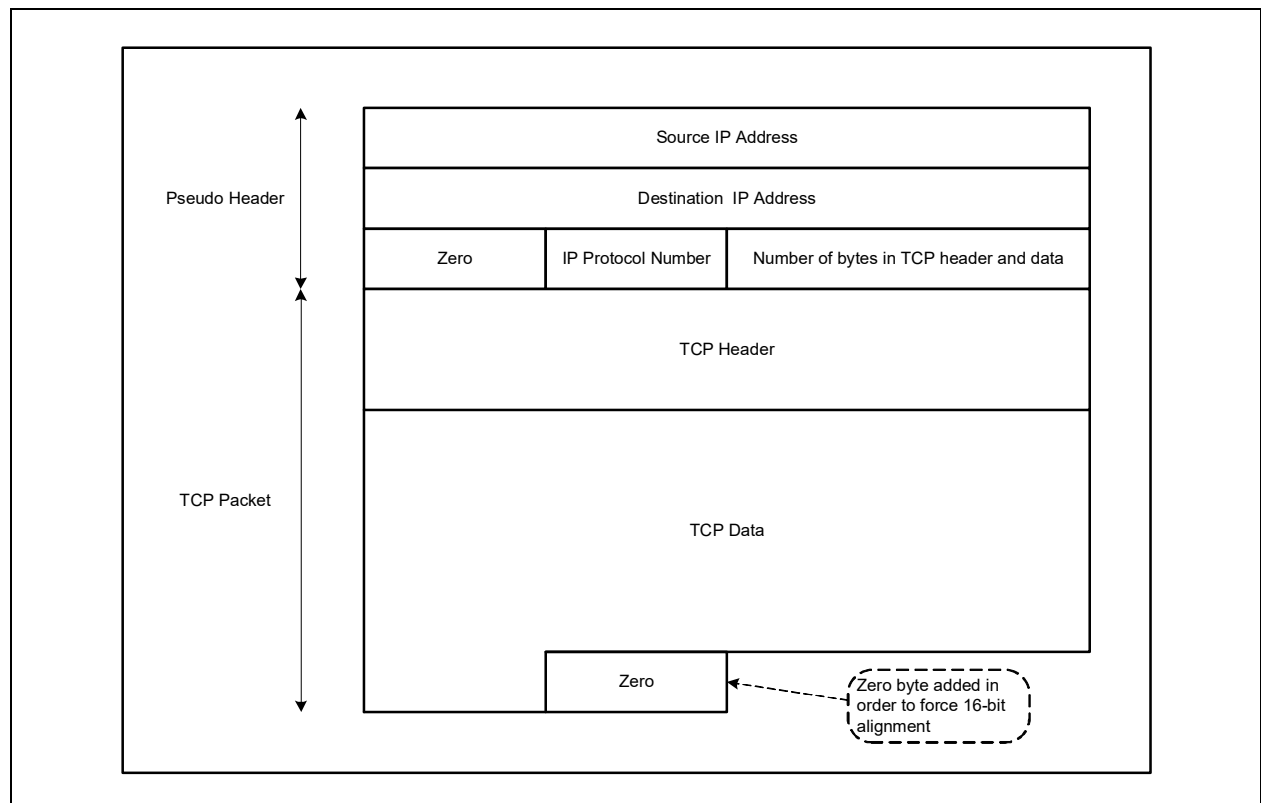 Source IP Address
Pseudo Header
Destination IP Address
Zero
IP Protocol Number
Number of bytes in TCP header and data
TCP Header
TCP Packet
TCP Data
Zero
Zero byte added in
order to force 16-bit
alignment